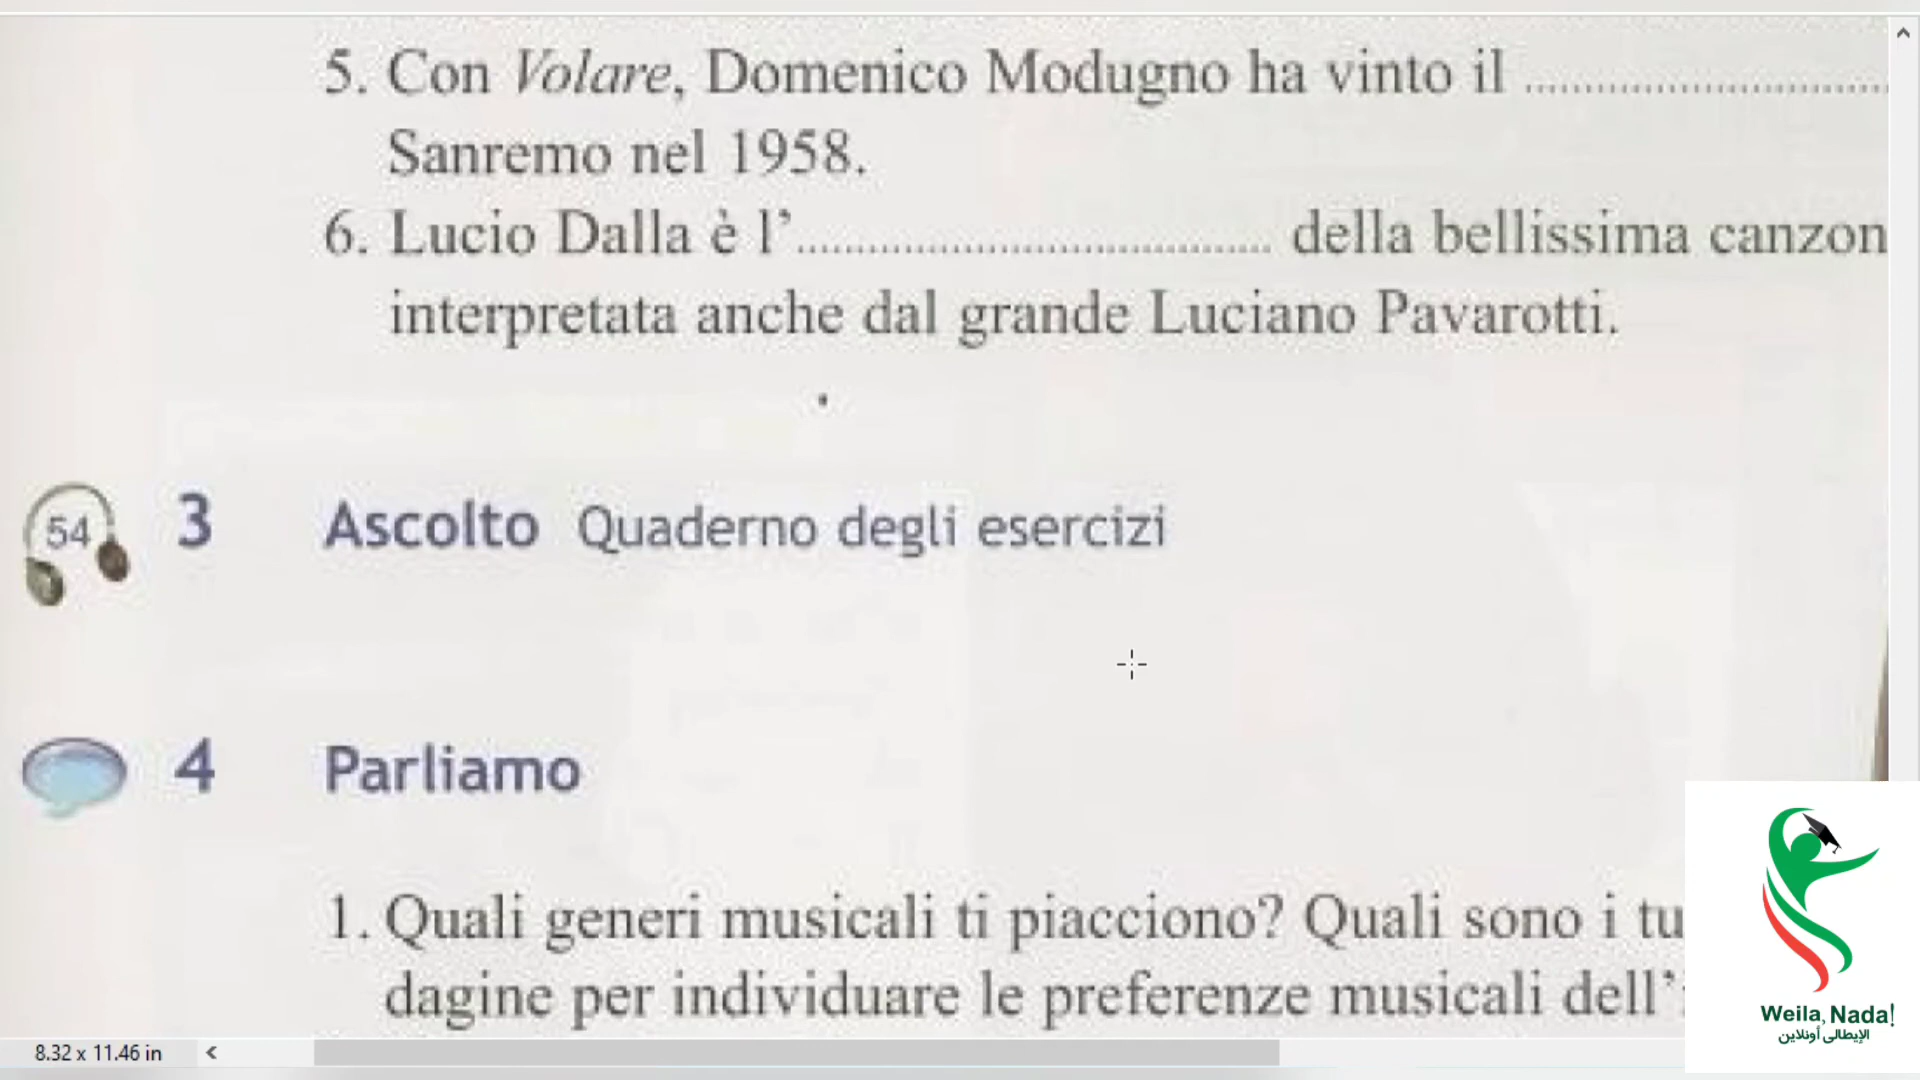 5. Con Volare, Domenico Modugno ha vinto il ..............................
Sanremo nel 1958.
6. Lucio Dalla è l’........................................ della bellissima canzon
interpretata anche dal grande Luciano Pavarotti.
54 3 Ascolto Quaderno degli esercizi
4 Parliamo
1. Quali generi musicali ti piacciono? Quali sono i tu
dagine per individuare le preferenze musicali dell’
Weila, Nada!
الإيطالى أونلاين
8.32 x 11.46 in